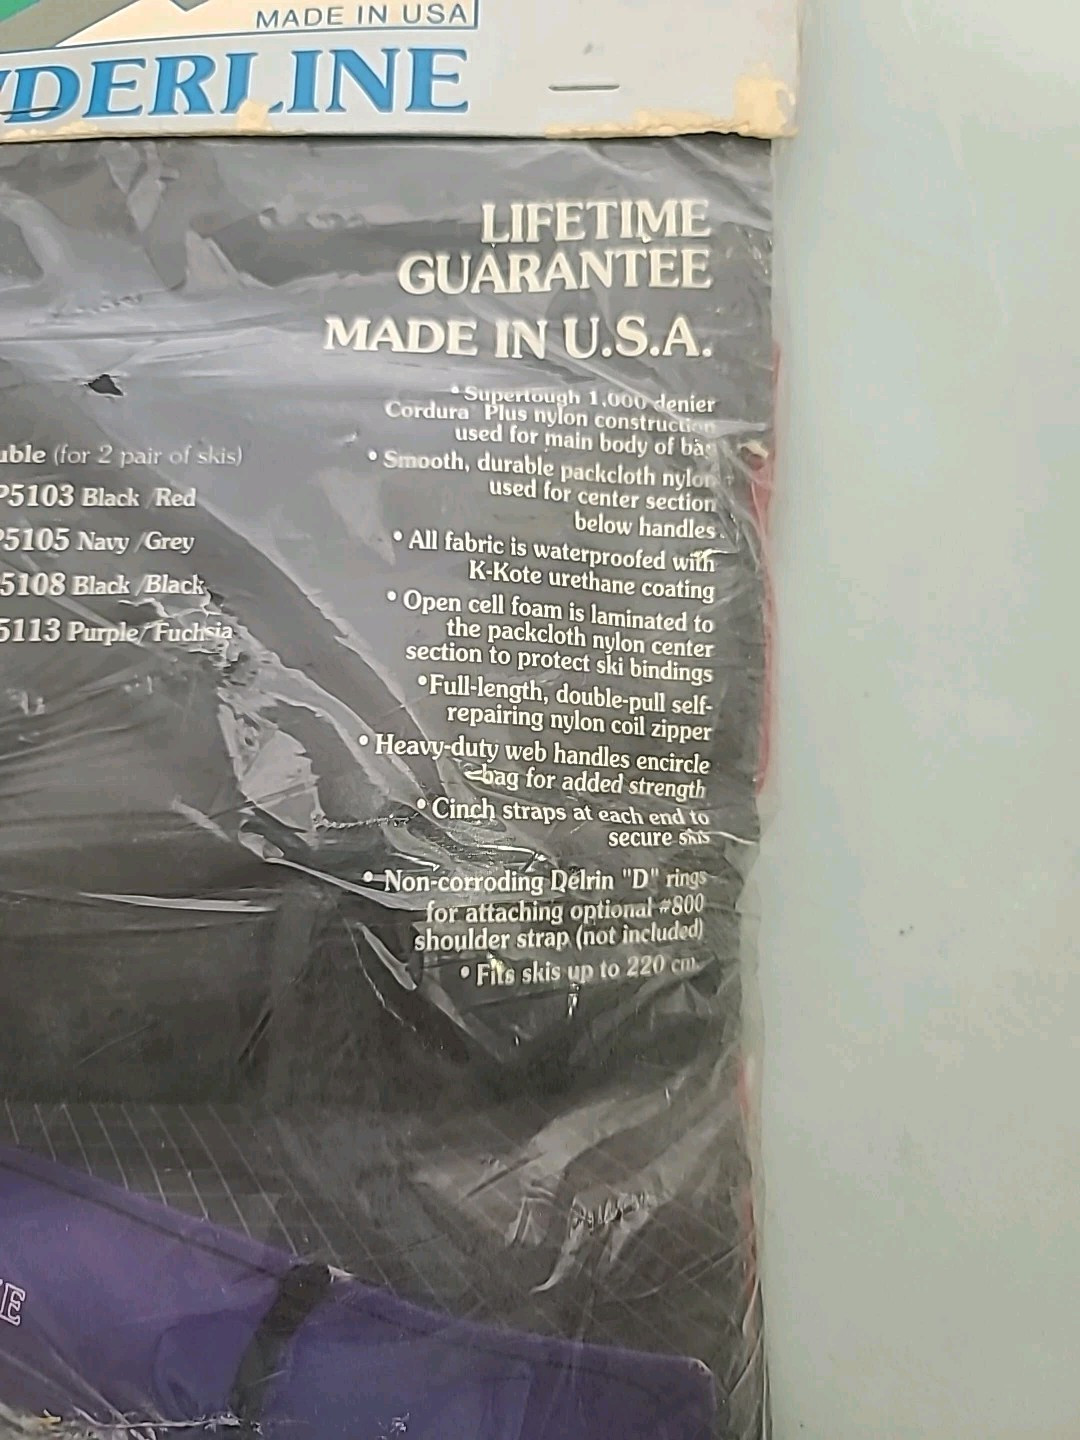 MADE IN USA
DERLINE
LIFETIME
GUARANTEE
MADE IN U.S.A.
• Supertough 1,000 denier
Cordura Plus nylon construction
used for main body of bag
• Smooth, durable packcloth nylon
used for center section
below handles.
• All fabric is waterproofed with
K-Kote urethane coating
• Open cell foam is laminated to
the packcloth nylon center
section to protect ski bindings
• Full-length, double-pull self-
repairing nylon coil zipper
• Heavy-duty web handles encircle
bag for added strength
• Cinch straps at each end to
secure skis
• Non-corroding Delrin "D" rings
for attaching optional #800
shoulder strap (not included)
• Fits skis up to 220 cm.
uble (for 2 pair of skis)
P5103 Black/Red
5105 Navy/Grey
5108 Black/Black
5113 Purple/Fuchsia
E